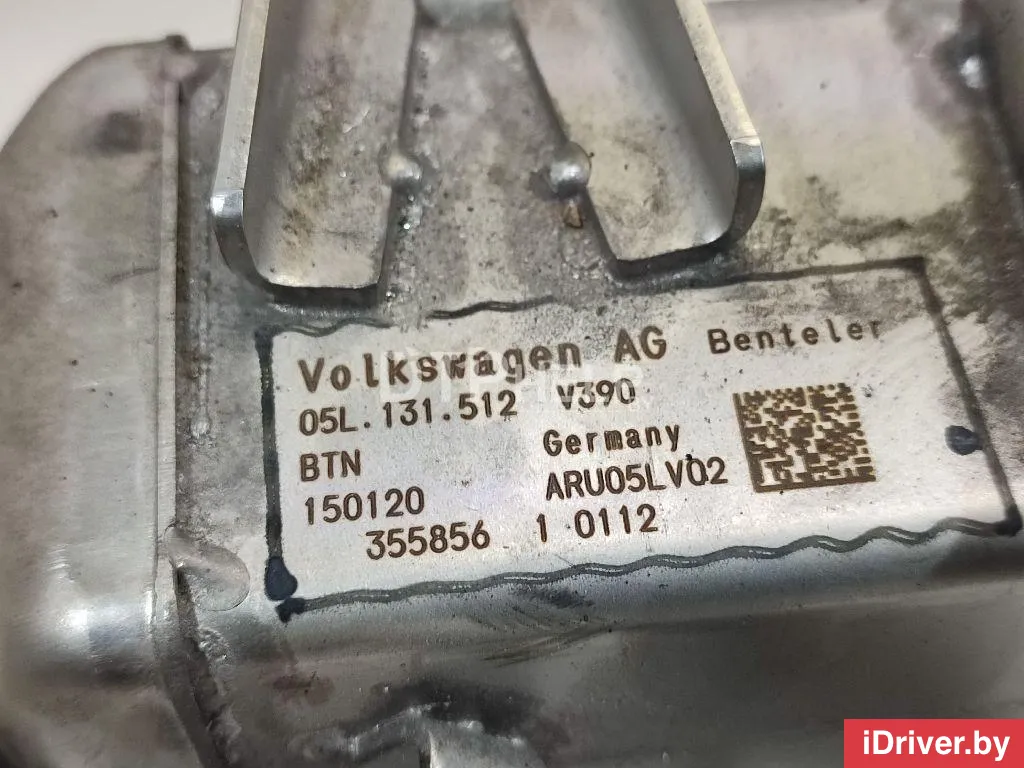 Volkswagen AG Benteler
05L.131.512 V390
BTN Germany
150120 ARU05LV02
355856 1 0112
iDriver.by